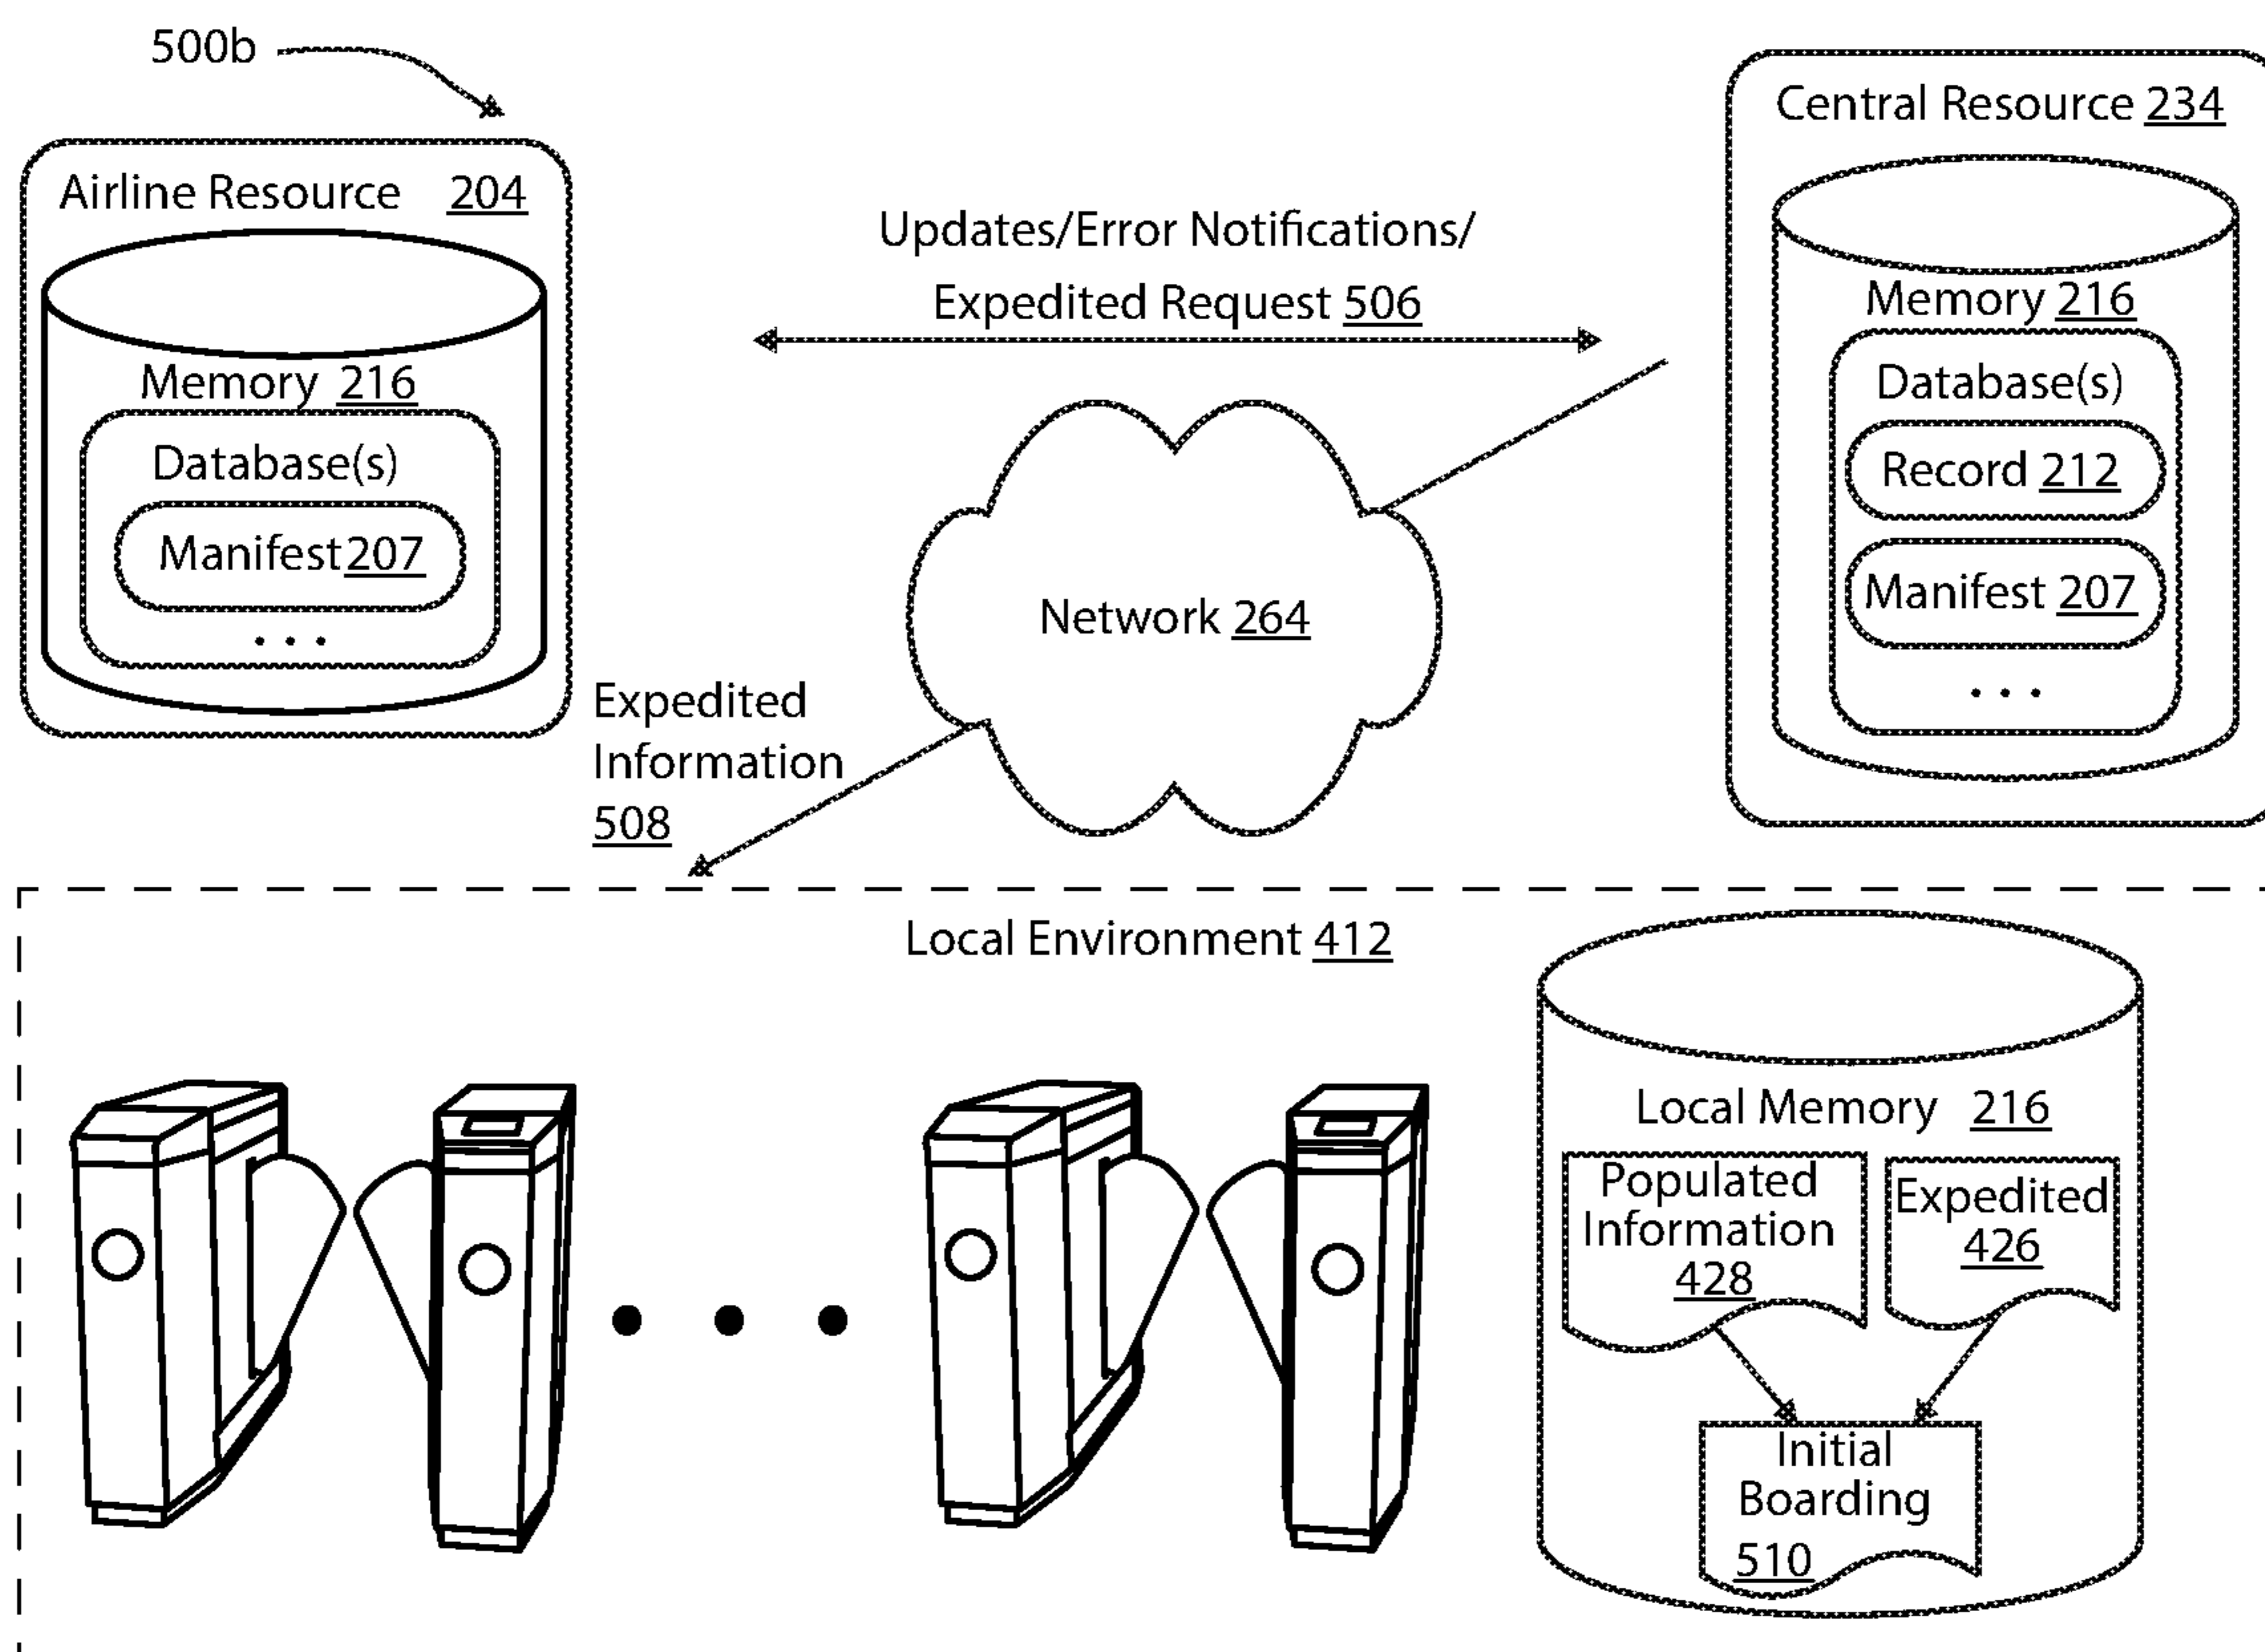 500b
Airline Resource 204
Memory 216
Database(s)
Manifest 207
. . .
Updates/Error Notifications/
Expedited Request 506
Network 264
Central Resource 234
Memory 216
Database(s)
Record 212
Manifest 207
. . .
Expedited
Information
508
Local Environment 412
Local Memory 216
Populated
Information
428
Expedited
426
Initial
Boarding
510